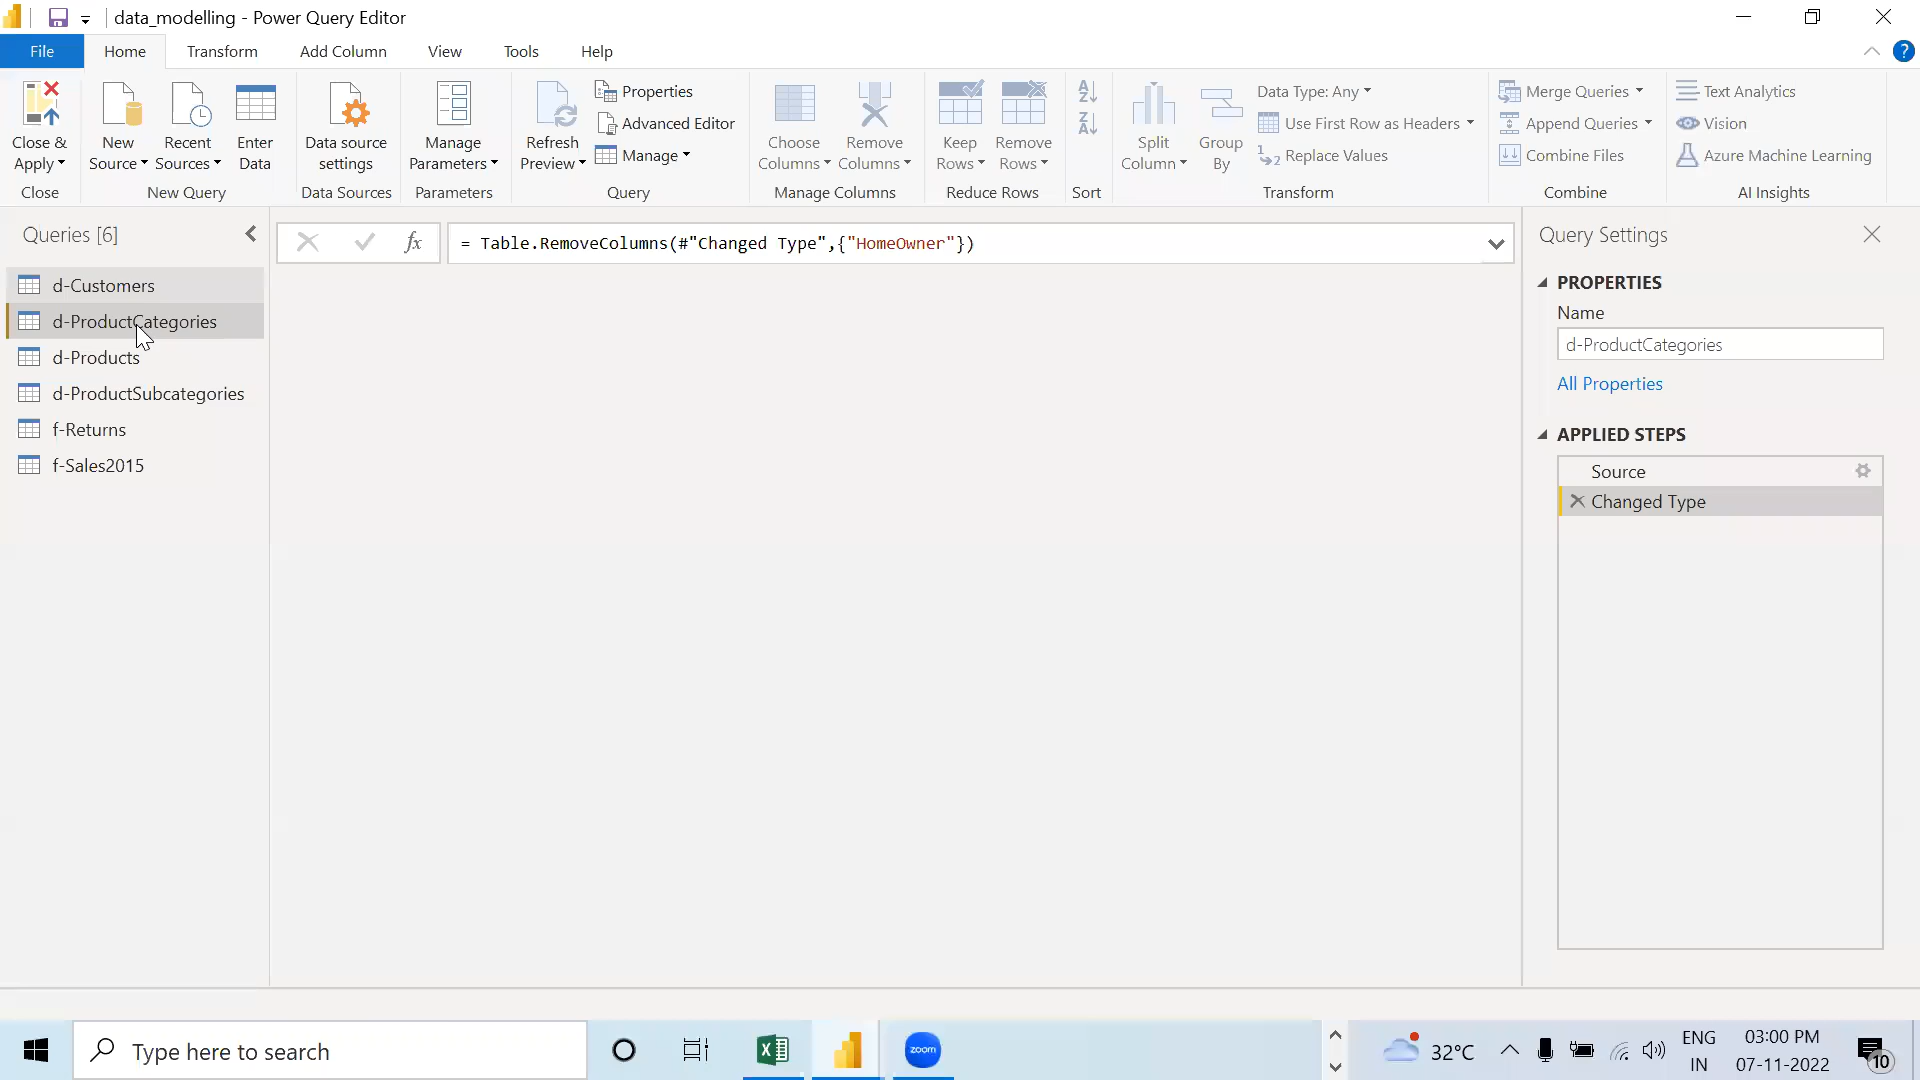 data_modelling - Power Query Editor
File Home Transform Add Column View Tools Help
Close & Apply
Close
New Source
Recent Sources
Enter Data
New Query
Data source settings
Data Sources
Manage Parameters
Parameters
Refresh Preview
Properties
Advanced Editor
Manage
Query
Choose Columns
Remove Columns
Manage Columns
Keep Rows
Remove Rows
Reduce Rows
Sort
Split Column
Group By
Data Type: Any
Use First Row as Headers
Replace Values
Transform
Merge Queries
Append Queries
Combine Files
Combine
Text Analytics
Vision
Azure Machine Learning
AI Insights
Queries [6]
d-Customers
d-ProductCategories
d-Products
d-ProductSubcategories
f-Returns
f-Sales2015
fx
= Table.RemoveColumns(#"Changed Type",{"HomeOwner"})
Query Settings
PROPERTIES
Name
d-ProductCategories
All Properties
APPLIED STEPS
Source
Changed Type
Type here to search
zoom
32°C
ENG
IN
03:00 PM
07-11-2022
10